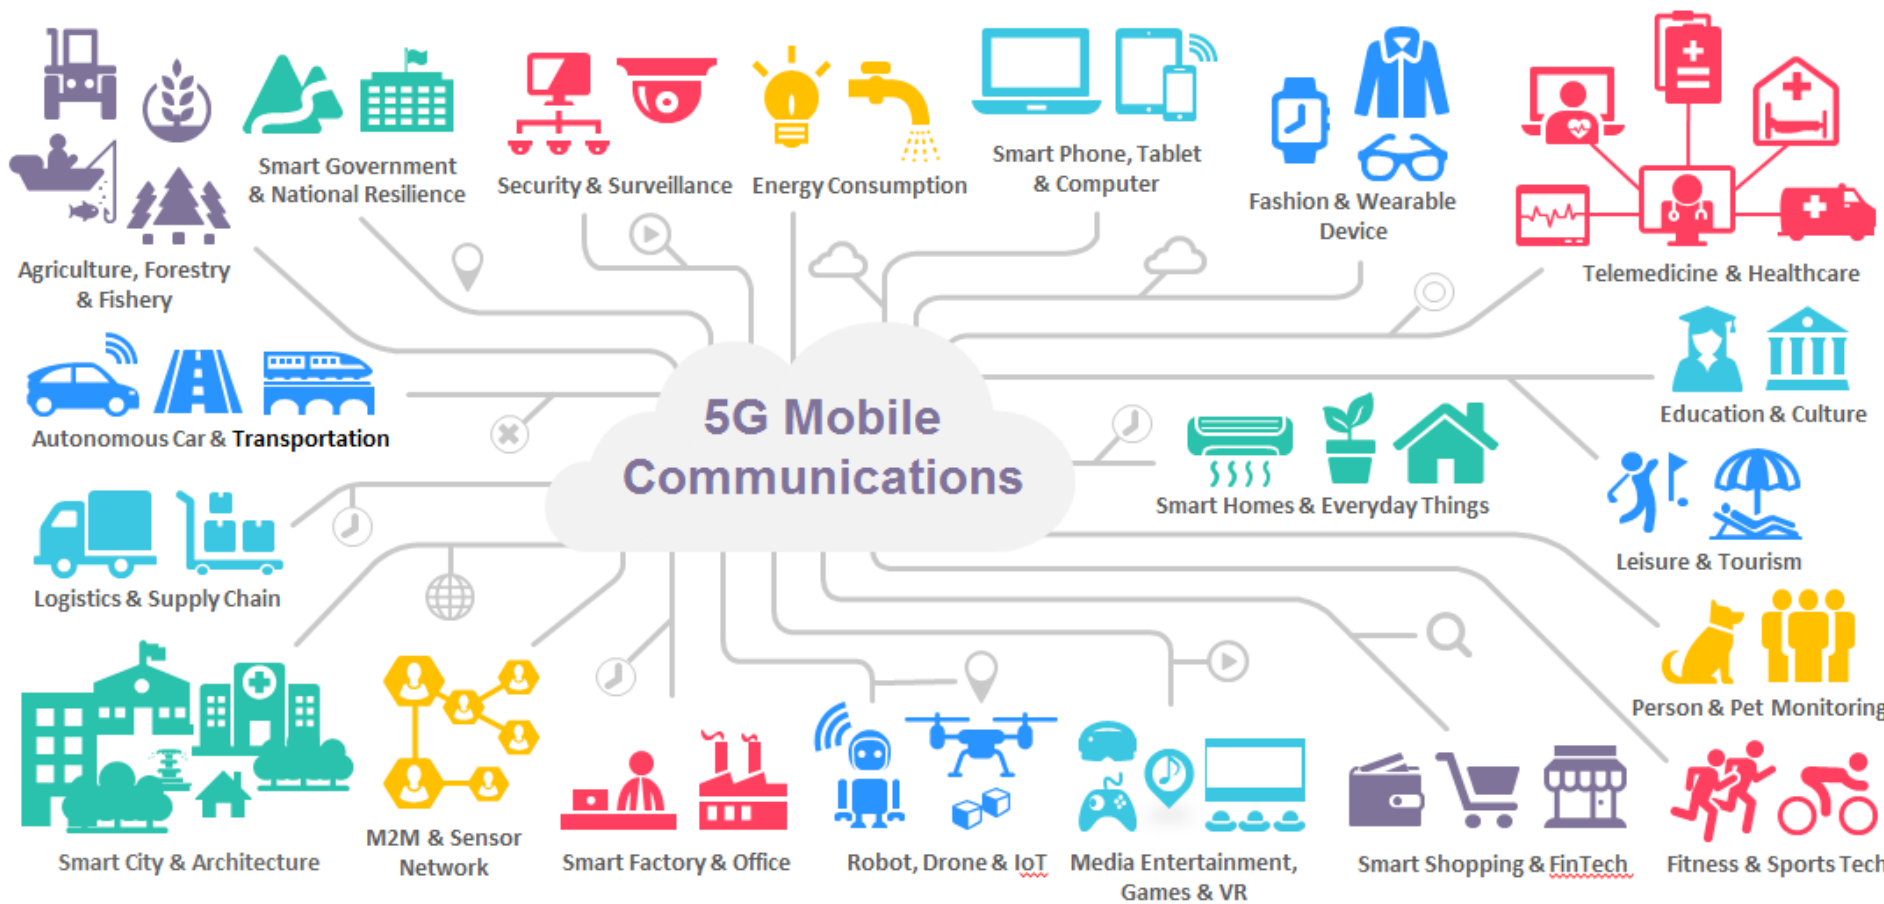 Smart Government
& National Resilience
Security & Surveillance
Energy Consumption
Smart Phone, Tablet
& Computer
Fashion & Wearable
Device
Telemedicine & Healthcare
Agriculture, Forestry
& Fishery
Autonomous Car & Transportation
5G Mobile
Communications
Education & Culture
Smart Homes & Everyday Things
Leisure & Tourism
Logistics & Supply Chain
Person & Pet Monitoring
Smart City & Architecture
M2M & Sensor
Network
Smart Factory & Office
Robot, Drone & IoT
Media Entertainment,
Games & VR
Smart Shopping & FinTech
Fitness & Sports Tech